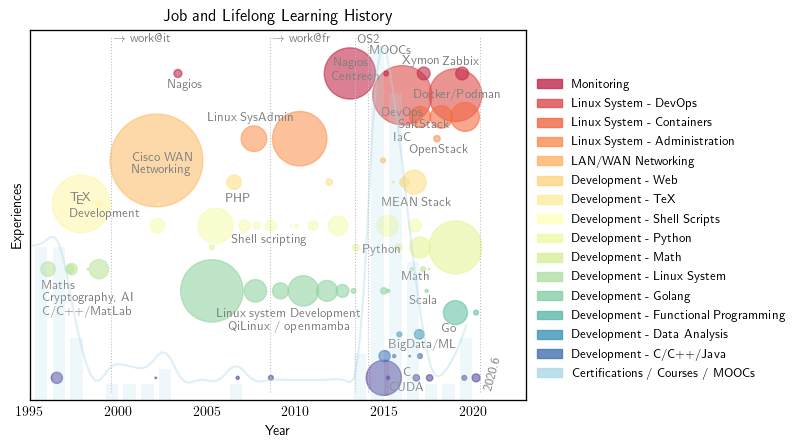 Job and Lifelong Learning History
→ work@it
→ work@fr
OS2
MOOCs
Nagios
Nagios
Centreon
Xymon
Zabbix
Docker/Podman
Linux SysAdmin
DevOps
SaltStack
IaC
OpenStack
Cisco WAN
Networking
PHP
MEAN Stack
TEX
Development
Shell scripting
Python
Maths
Cryptography, AI
C/C++/MatLab
Math
Linux system Development
QiLinux / openmamba
Scala
Go
BigData/ML
C
CUDA
2020.6
Experiences
1995
2000
2005
2010
2015
2020
Year
Monitoring
Linux System - DevOps
Linux System - Containers
Linux System - Administration
LAN/WAN Networking
Development - Web
Development - TeX
Development - Shell Scripts
Development - Python
Development - Math
Development - Linux System
Development - Golang
Development - Functional Programming
Development - Data Analysis
Development - C/C++/Java
Certifications / Courses / MOOCs